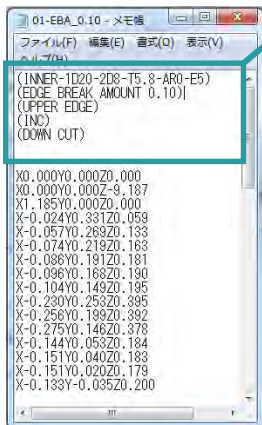 01-EBA_0.10 - メモ帳
ファイル(F) 編集(E) 書式(O) 表示(V)
ヘルプ(H)
(INNER-1D20-2D8-T5.8-AR0-E5)
(EDGE BREAK AMOUNT 0.10)
(UPPER EDGE)
(INC)
(DOWN CUT)
X0.000Y0.000Z0.000
X0.000Y0.000Z-9.187
X1.185Y0.000Z0.000
X-0.024Y0.331Z0.059
X-0.057Y0.269Z0.133
X-0.074Y0.219Z0.163
X-0.086Y0.191Z0.181
X-0.096Y0.168Z0.190
X-0.104Y0.149Z0.195
X-0.230Y0.253Z0.395
X-0.256Y0.199Z0.392
X-0.275Y0.146Z0.378
X-0.144Y0.053Z0.184
X-0.151Y0.040Z0.183
X-0.151Y0.020Z0.179
X-0.133Y-0.035Z0.200